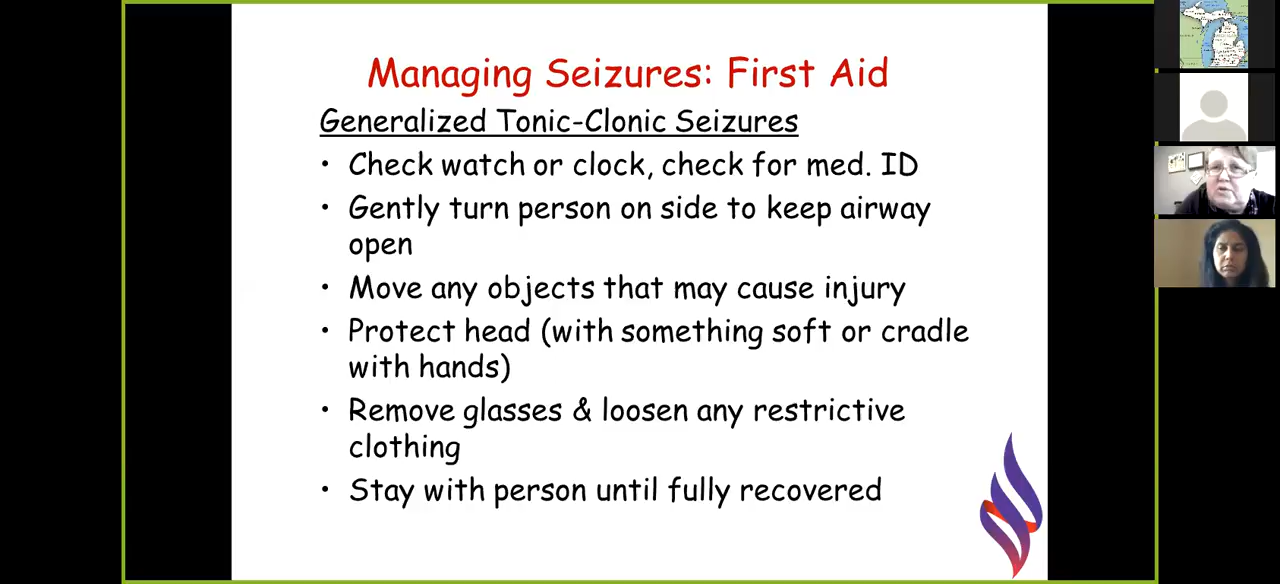 Managing Seizures: First Aid
Generalized Tonic-Clonic Seizures
• Check watch or clock, check for med. ID
• Gently turn person on side to keep airway
open
• Move any objects that may cause injury
• Protect head (with something soft or cradle
with hands)
• Remove glasses & loosen any restrictive
clothing
• Stay with person until fully recovered